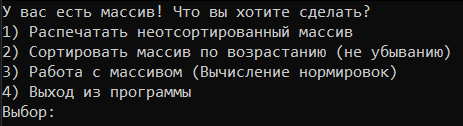 У вас есть массив! Что вы хотите сделать?
1) Распечатать неотсортированный массив
2) Сортировать массив по возрастанию (не убыванию)
3) Работа с массивом (Вычисление нормировок)
4) Выход из программы
Выбор: